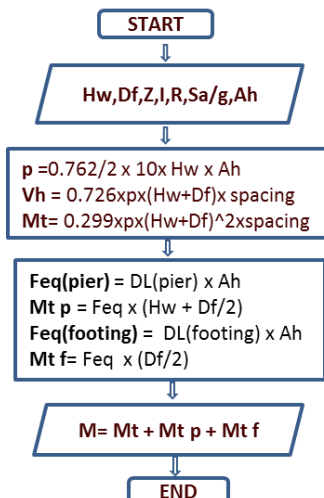 START
Hw,Df,Z,I,R,Sa/g,Ah
p =0.762/2 x 10x Hw x Ah
Vh = 0.726xpx(Hw+Df)x spacing
Mt= 0.299xpx(Hw+Df)^2xspacing
Feq(pier) = DL(pier) x Ah
Mt p = Feq x (Hw + Df/2)
Feq(footing) = DL(footing) x Ah
Mt f= Feq x (Df/2)
M= Mt + Mt p + Mt f
END